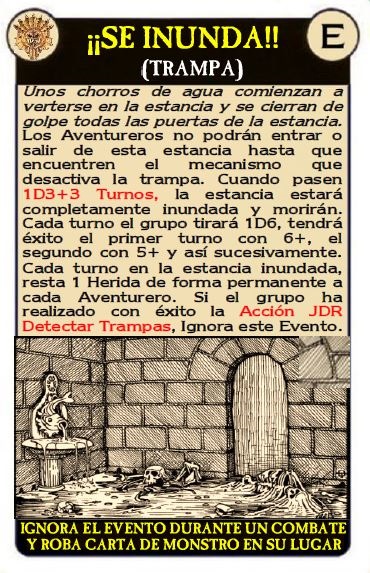 ¡¡SE INUNDA!!
E
(TRAMPA)
Unos chorros de agua comienzan a
verterse en la estancia y se cierran de
golpe todas las puertas de la estancia.
Los Aventureros no podrán entrar o
salir de esta estancia hasta que
encuentren el mecanismo que
desactiva la trampa. Cuando pasen
1D3+3 Turnos, la estancia estará
completamente inundada y morirán.
Cada turno el grupo tirará 1D6, tendrá
éxito el primer turno con 6+, el
segundo con 5+ y así sucesivamente.
Cada turno en la estancia inundada,
resta 1 Herida de forma permanente a
cada Aventurero. Si el grupo ha
realizado con éxito la Acción JDR
Detectar Trampas, Ignora este Evento.
IGNORA EL EVENTO DURANTE UN COMBATE
Y ROBA CARTA DE MONSTRO EN SU LUGAR